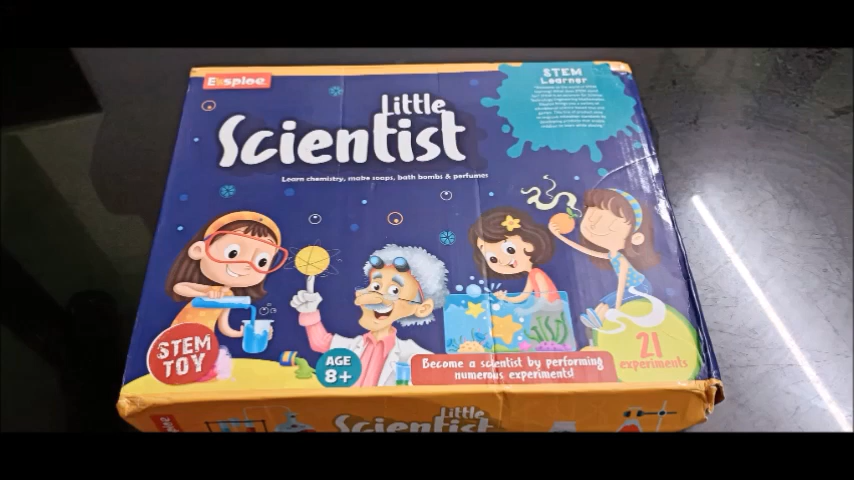 Explore
STEM
Learner
Little
Scientist
Learn chemistry, make soaps, bath bombs & perfumes
STEM
TOY
AGE
8+
Become a scientist by performing
numerous experiments!
21
experiments
Little
Scientist